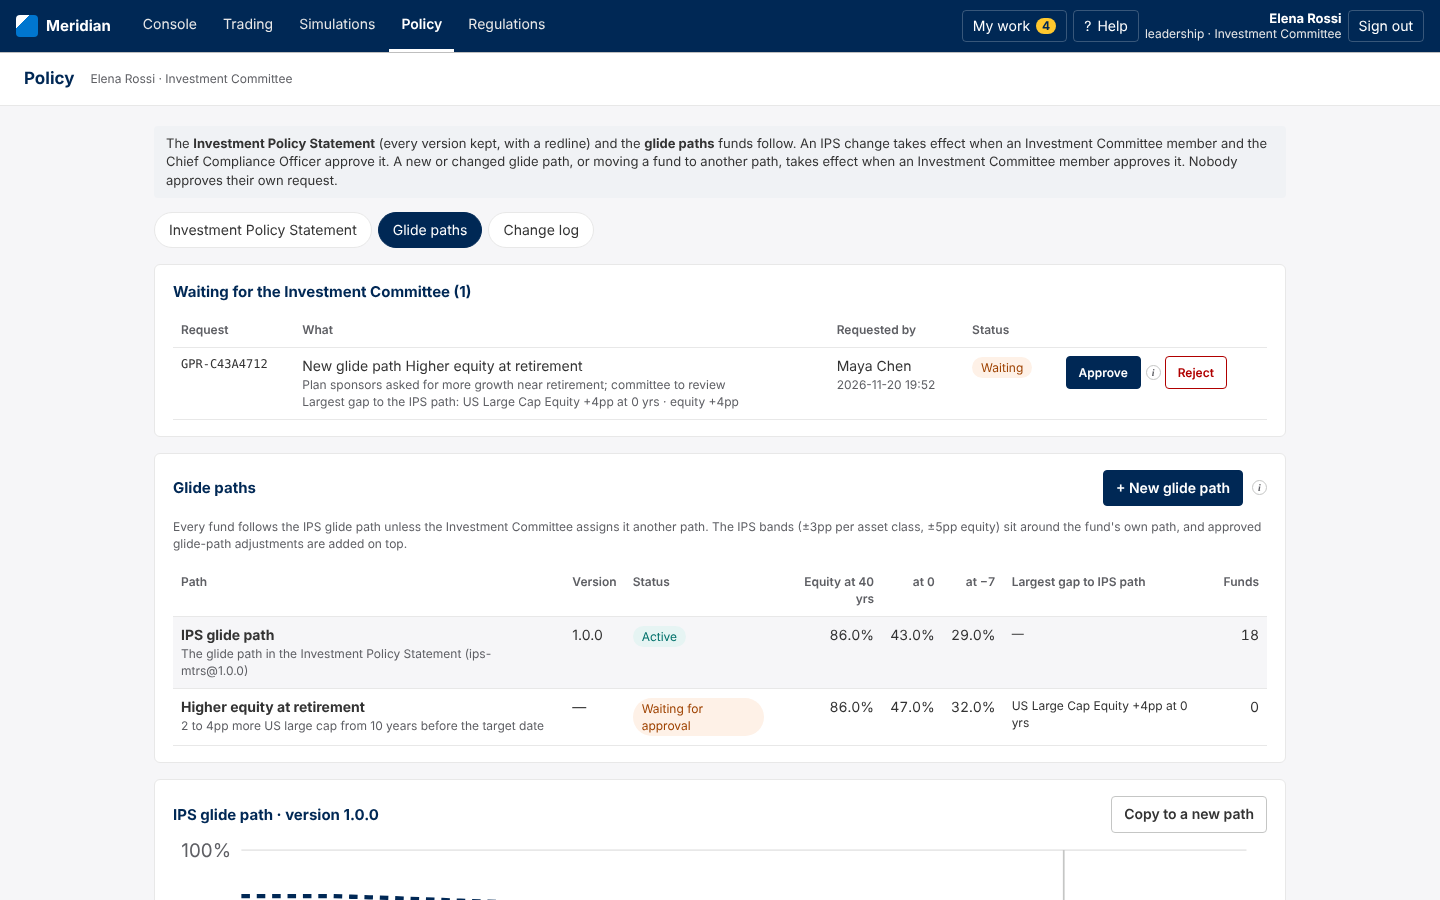 Meridian
Console
Trading
Simulations
Policy
Regulations
My work 4
? Help
Elena Rossi
leadership · Investment Committee
Sign out
Policy
Elena Rossi · Investment Committee
The Investment Policy Statement (every version kept, with a redline) and the glide paths funds follow. An IPS change takes effect when an Investment Committee member and the
Chief Compliance Officer approve it. A new or changed glide path, or moving a fund to another path, takes effect when an Investment Committee member approves it. Nobody
approves their own request.
Investment Policy Statement
Glide paths
Change log
Waiting for the Investment Committee (1)
Request
What
Requested by
Status
GPR-C43A4712
New glide path Higher equity at retirement
Plan sponsors asked for more growth near retirement; committee to review
Largest gap to the IPS path: US Large Cap Equity +4pp at 0 yrs · equity +4pp
Maya Chen
2026-11-20 19:52
Waiting
Approve
i
Reject
Glide paths
+ New glide path
i
Every fund follows the IPS glide path unless the Investment Committee assigns it another path. The IPS bands (±3pp per asset class, ±5pp equity) sit around the fund's own path, and approved
glide-path adjustments are added on top.
Path
Version
Status
Equity at 40
yrs
at 0
at −7
Largest gap to IPS path
Funds
IPS glide path
The glide path in the Investment Policy Statement (ips-
mtrs@1.0.0)
1.0.0
Active
86.0%
43.0%
29.0%
—
18
Higher equity at retirement
2 to 4pp more US large cap from 10 years before the target date
—
Waiting for
approval
86.0%
47.0%
32.0%
US Large Cap Equity +4pp at 0
yrs
0
IPS glide path · version 1.0.0
Copy to a new path
100%